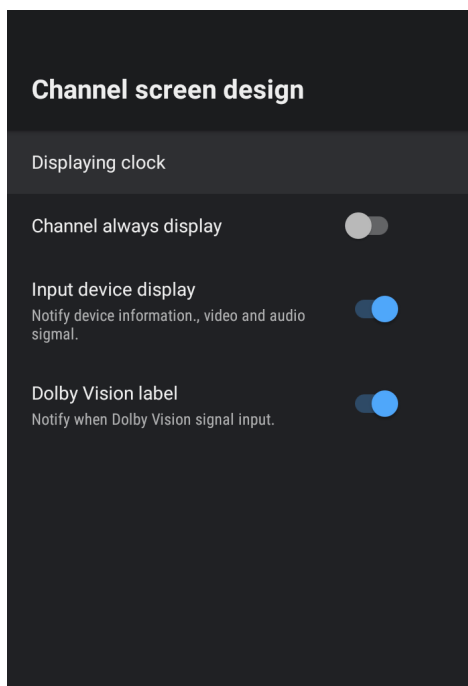 Channel screen design
Displaying clock
Channel always display
Input device display
Notify device information., video and audio
sigmal.
Dolby Vision label
Notify when Dolby Vision signal input.